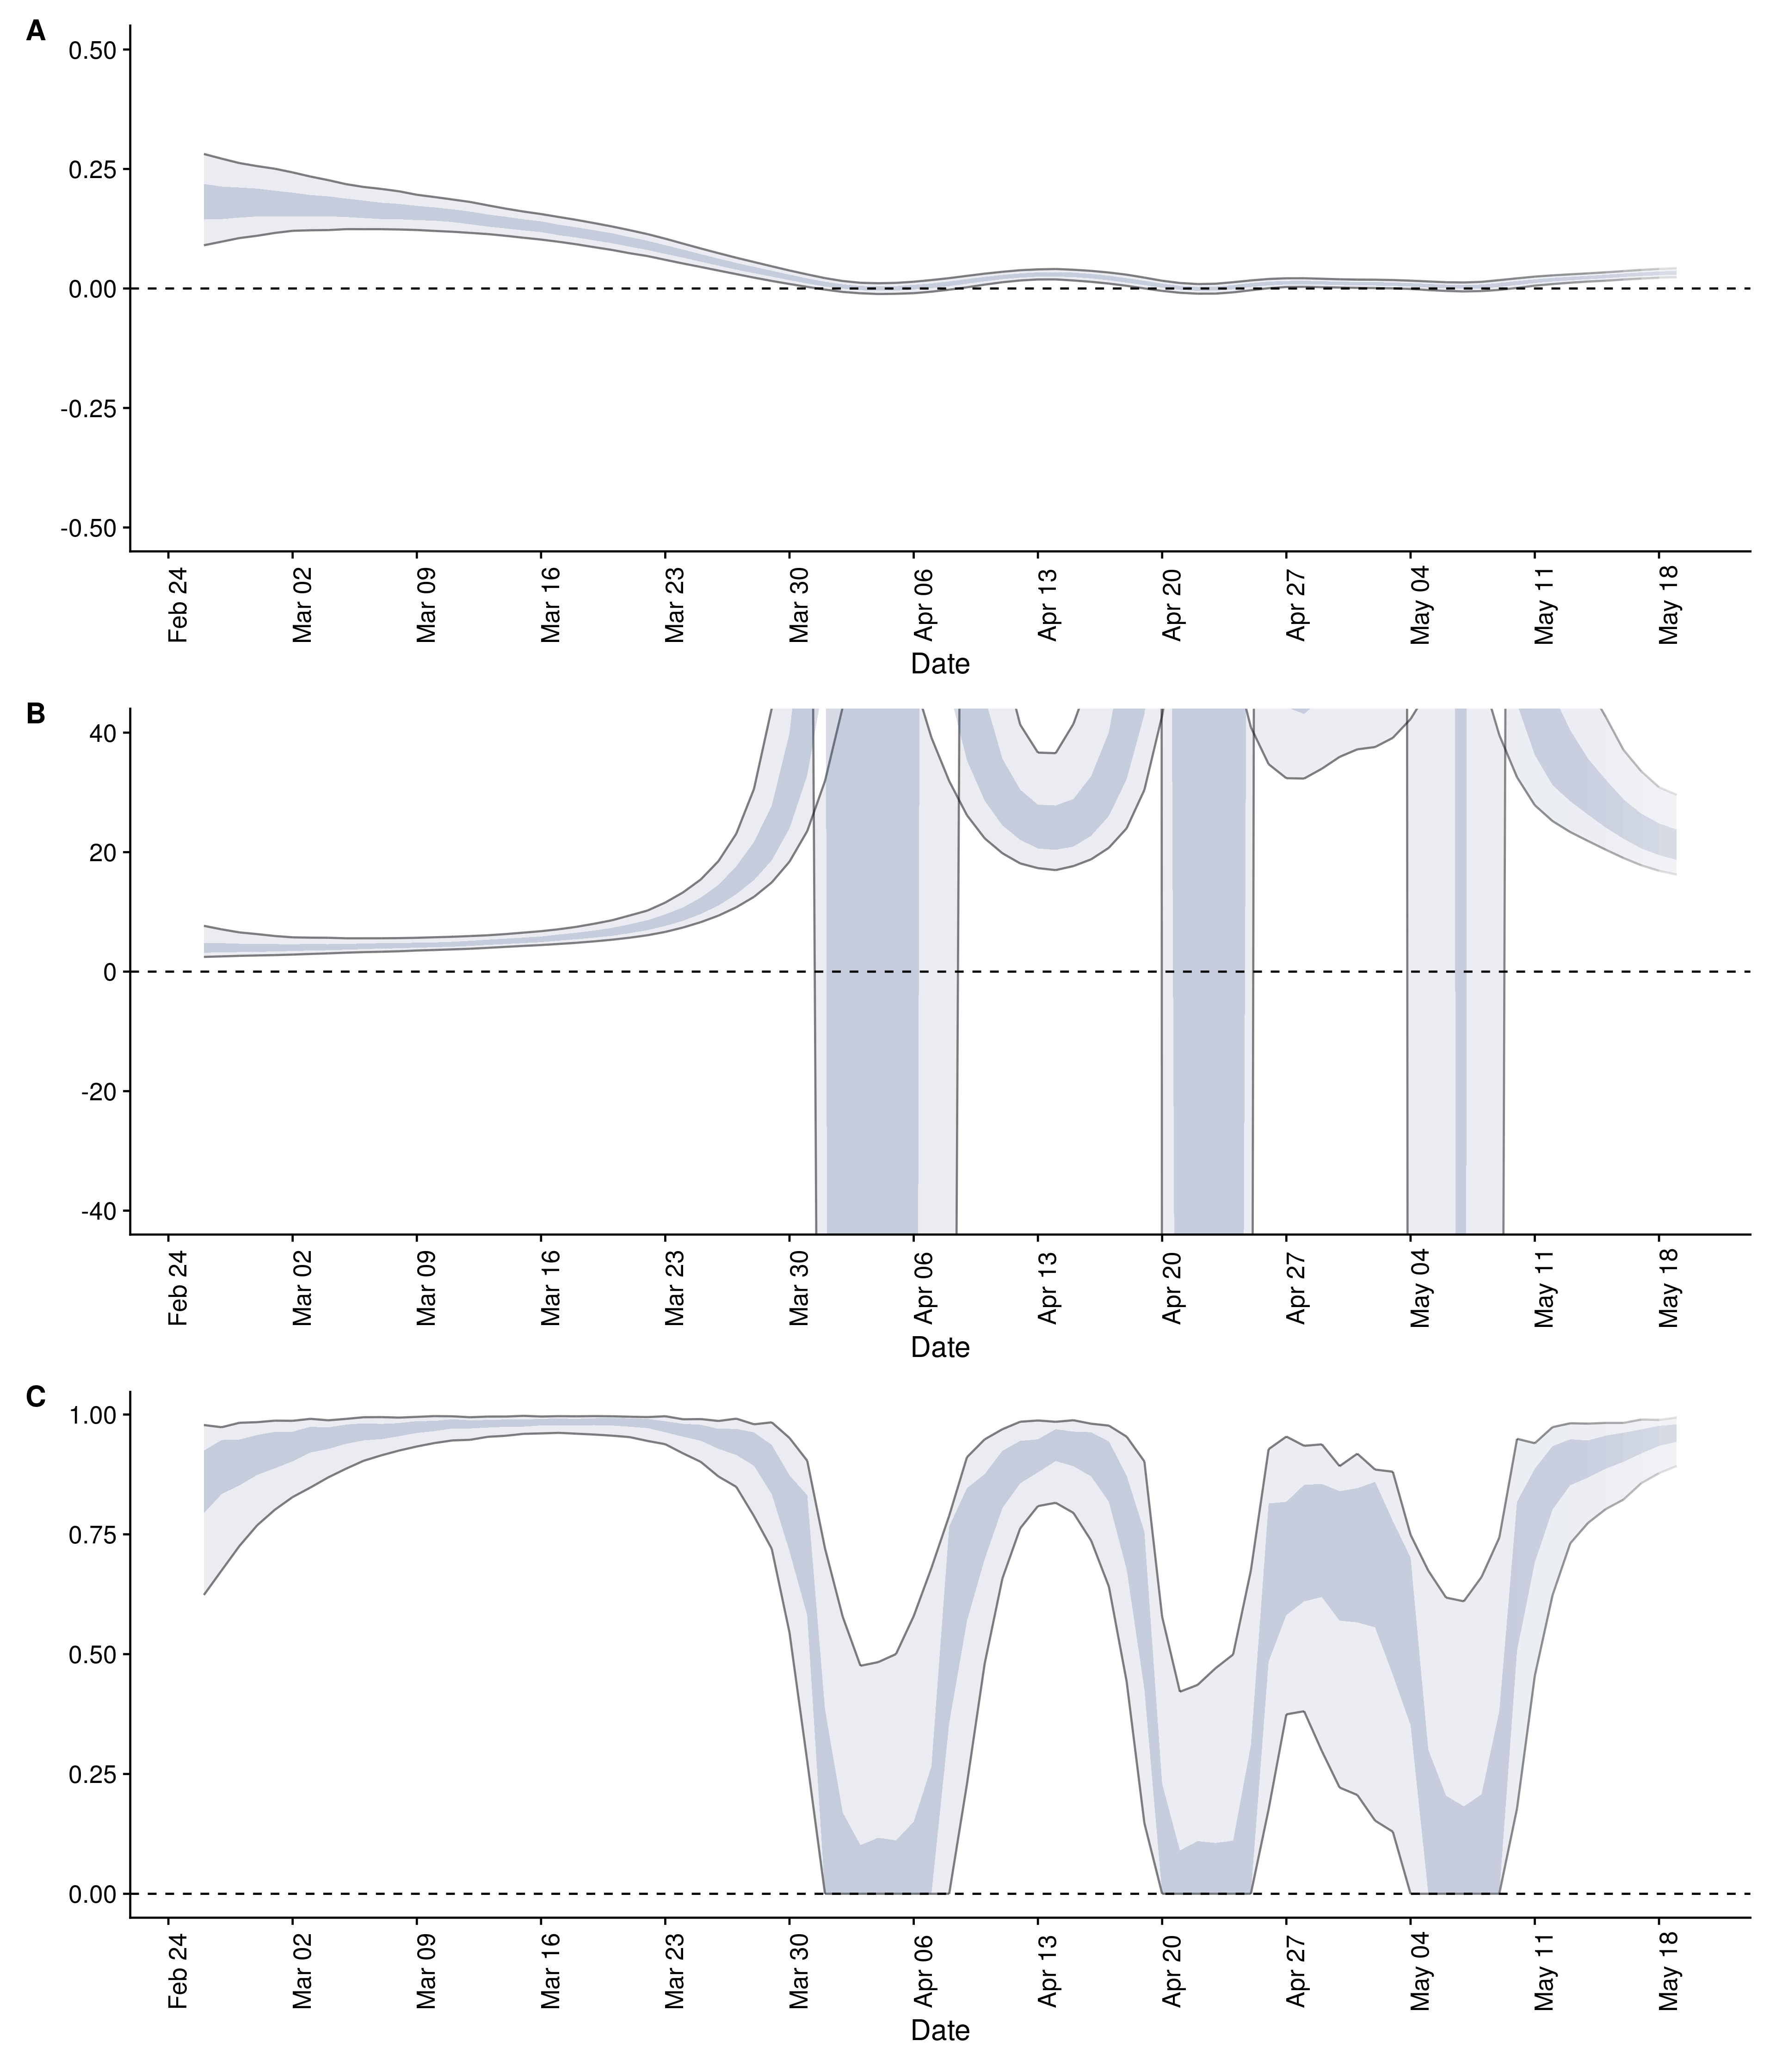 A
0.50
0.25
0.00
-0.25
-0.50
Feb 24
Mar 02
Mar 09
Mar 16
Mar 23
Mar 30
Apr 06
Apr 13
Apr 20
Apr 27
May 04
May 11
May 18
Date
B
40
20
0
-20
-40
Feb 24
Mar 02
Mar 09
Mar 16
Mar 23
Mar 30
Apr 06
Apr 13
Apr 20
Apr 27
May 04
May 11
May 18
Date
C
1.00
0.75
0.50
0.25
0.00
Feb 24
Mar 02
Mar 09
Mar 16
Mar 23
Mar 30
Apr 06
Apr 13
Apr 20
Apr 27
May 04
May 11
May 18
Date